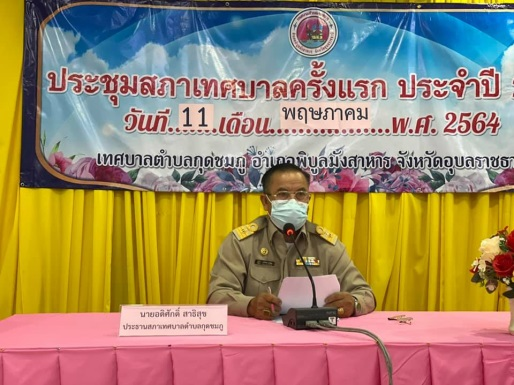 ประชุมสภาเทศบาลครั้งแรก ประจำปี
วันที่......11......เดือน......พฤษภาคม......พ.ศ. 2564
เทศบาลตำบลกุดชมภู อำเภอพิบูลมังสาหาร จังหวัดอุบลราชธา
นายอดิศักดิ์ สาธิสุข
ประธานสภาเทศบาลตำบลกุดชมภู